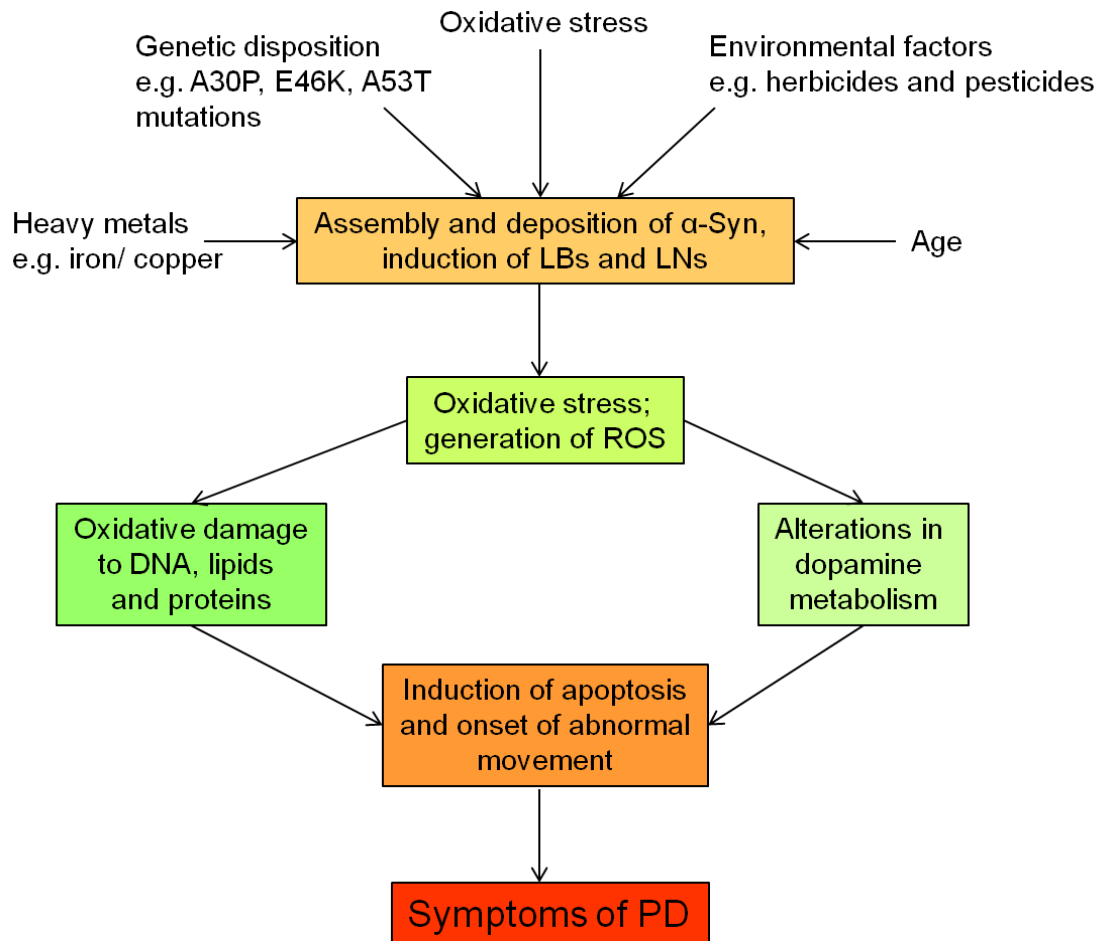 Oxidative stress
Genetic disposition
e.g. A30P, E46K, A53T
mutations
Environmental factors
e.g. herbicides and pesticides
Heavy metals
e.g. iron/ copper
Assembly and deposition of α-Syn,
induction of LBs and LNs
Age
Oxidative stress;
generation of ROS
Oxidative damage
to DNA, lipids
and proteins
Alterations in
dopamine
metabolism
Induction of apoptosis
and onset of abnormal
movement
Symptoms of PD